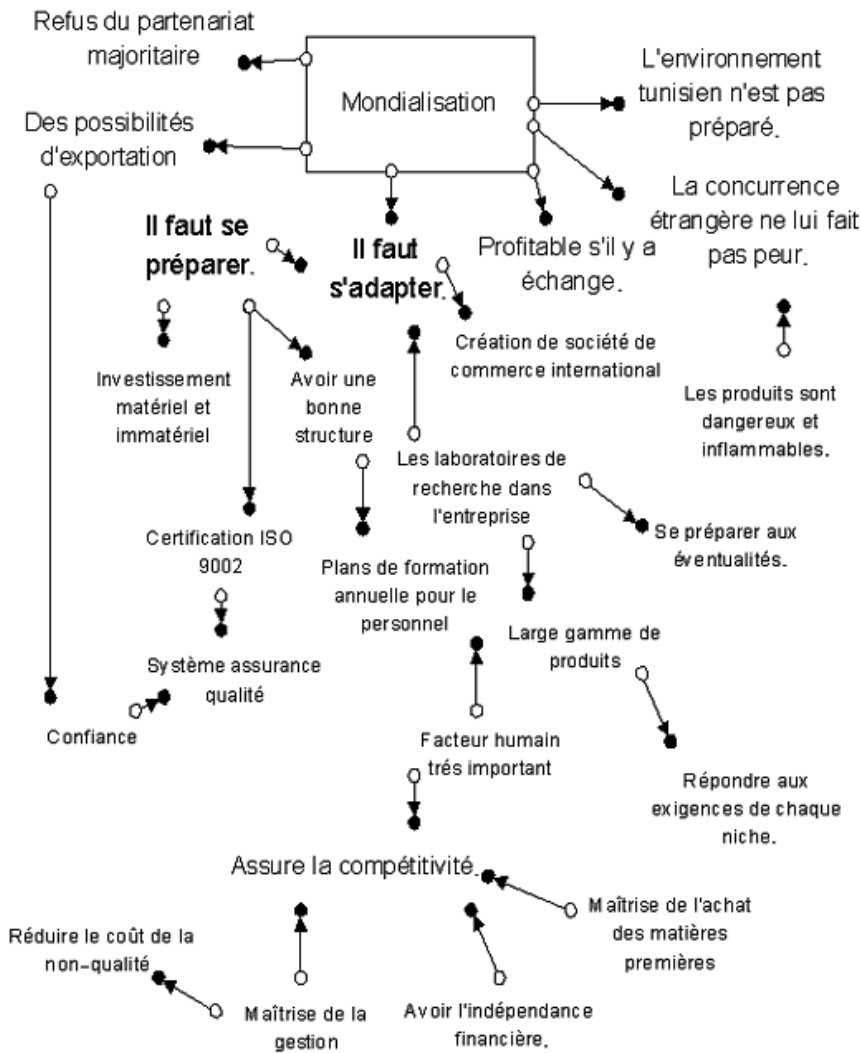 Refus du partenariat
majoritaire
Mondialisation
L'environnement
tunisien n'est pas
préparé.
Des possibilités
d'exportation
La concurrence
étrangère ne lui fait
pas peur.
Il faut se
préparer.
Il faut
s'adapter.
Profitable s'il y a
échange.
Création de société de
commerce international
Investissement
matériel et
immatériel
Avoir une
bonne
structure
Les produits sont
dangereux et
inflammables.
Les laboratoires de
recherche dans
l'entreprise
Certification ISO
9002
Se préparer aux
éventualités.
Plans de formation
annuelle pour le
personnel
Large gamme de
produits
Système assurance
qualité
Confiance
Facteur humain
trés important
Répondre aux
exigences de chaque
niche.
Assure la compétitivité.
Maîtrise de l'achat
des matières
premières
Réduire le coût de la
non-qualité
Maîtrise de la
gestion
Avoir l'indépendance
financière.